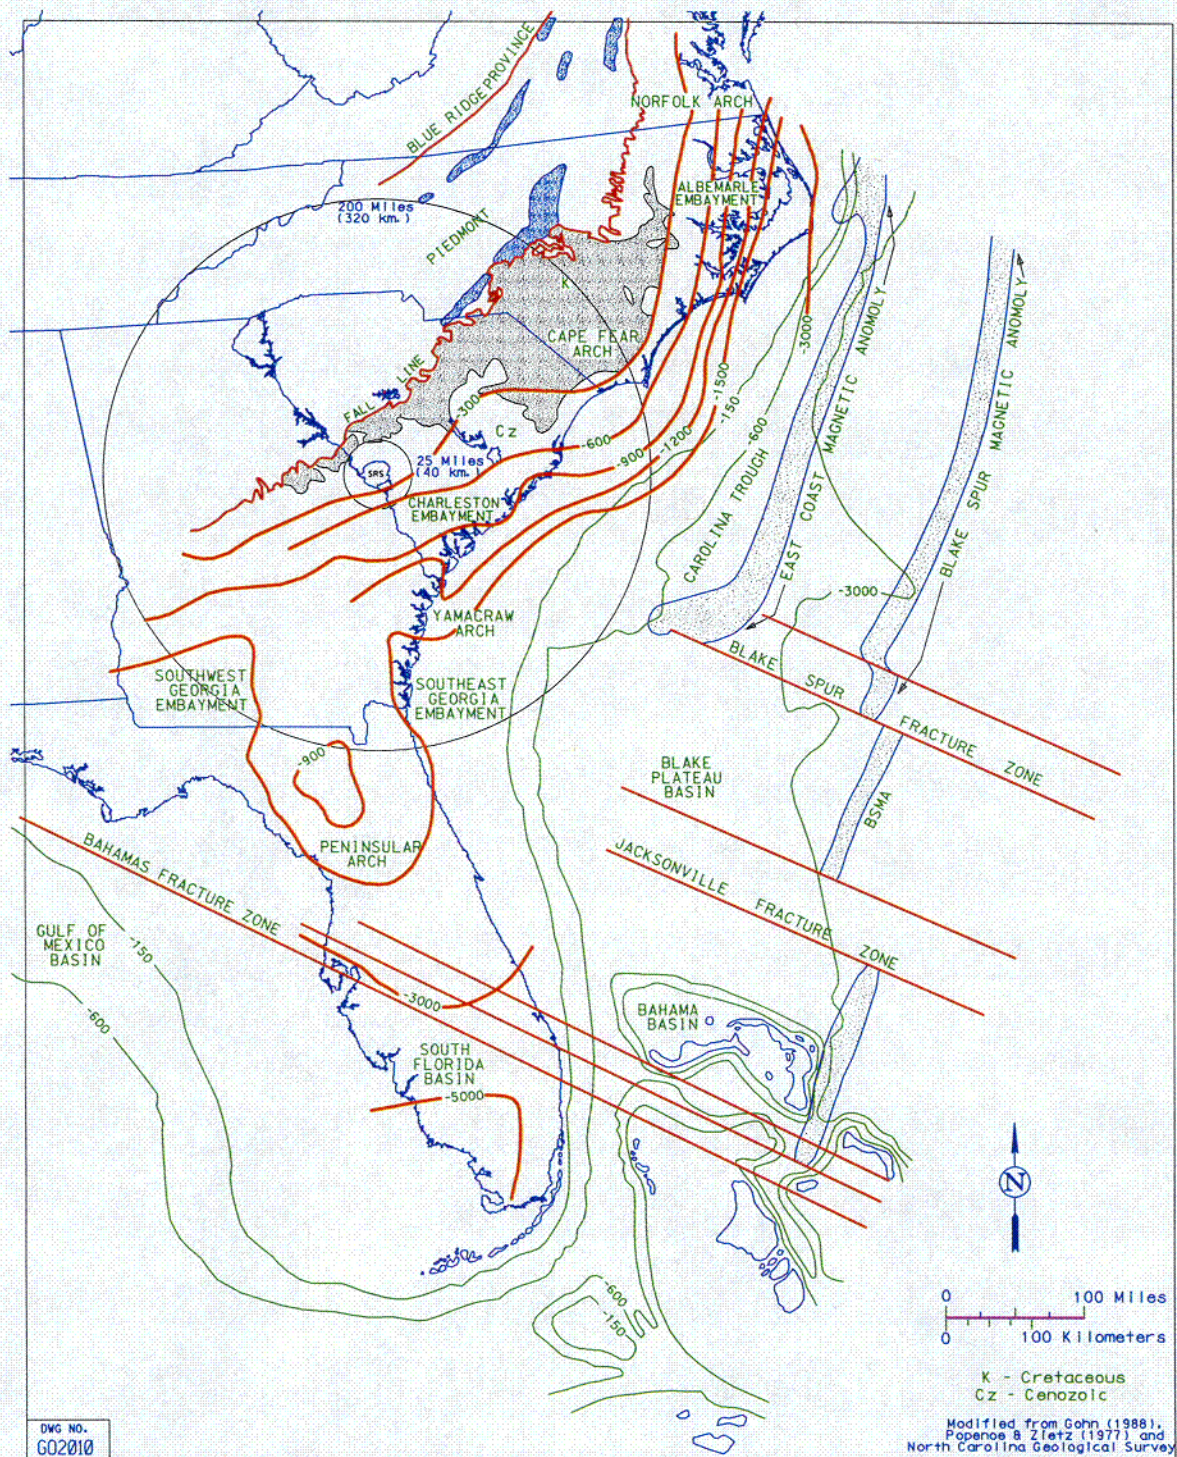 BLUE RIDGE PROVINCE
NORFOLK ARCH
ALBEMARLE
EMBAYMENT
200 Miles
(320 km.)
PIEDMONT
K
CAPE FEAR
ARCH
-3000
EAST COAST MAGNETIC ANOMOLY
BLAKE SPUR MAGNETIC ANOMOLY
FALL LINE
-300
Cz
-1500
-150
-600
-600
-900
-1200
25 Miles
(40 km.)
SRS
CHARLESTON
EMBAYMENT
CAROLINA TROUGH
-3000
YAMACRAW
ARCH
SOUTHWEST
GEORGIA
EMBAYMENT
SOUTHEAST
GEORGIA
EMBAYMENT
BLAKE SPUR FRACTURE ZONE
-900
BLAKE
PLATEAU
BASIN
BSMA
PENINSULAR
ARCH
BAHAMAS FRACTURE ZONE
JACKSONVILLE FRACTURE ZONE
GULF OF
MEXICO
BASIN
-150
-600
-3000
BAHAMA
BASIN
SOUTH
FLORIDA
BASIN
-5000
N
-600
-150
0 100 Miles
0 100 Kilometers
K - Cretaceous
Cz - Cenozoic
Modified from Gohn (1988),
Popenoe & Zietz (1977) and
North Carolina Geological Survey
DWG NO.
G02010